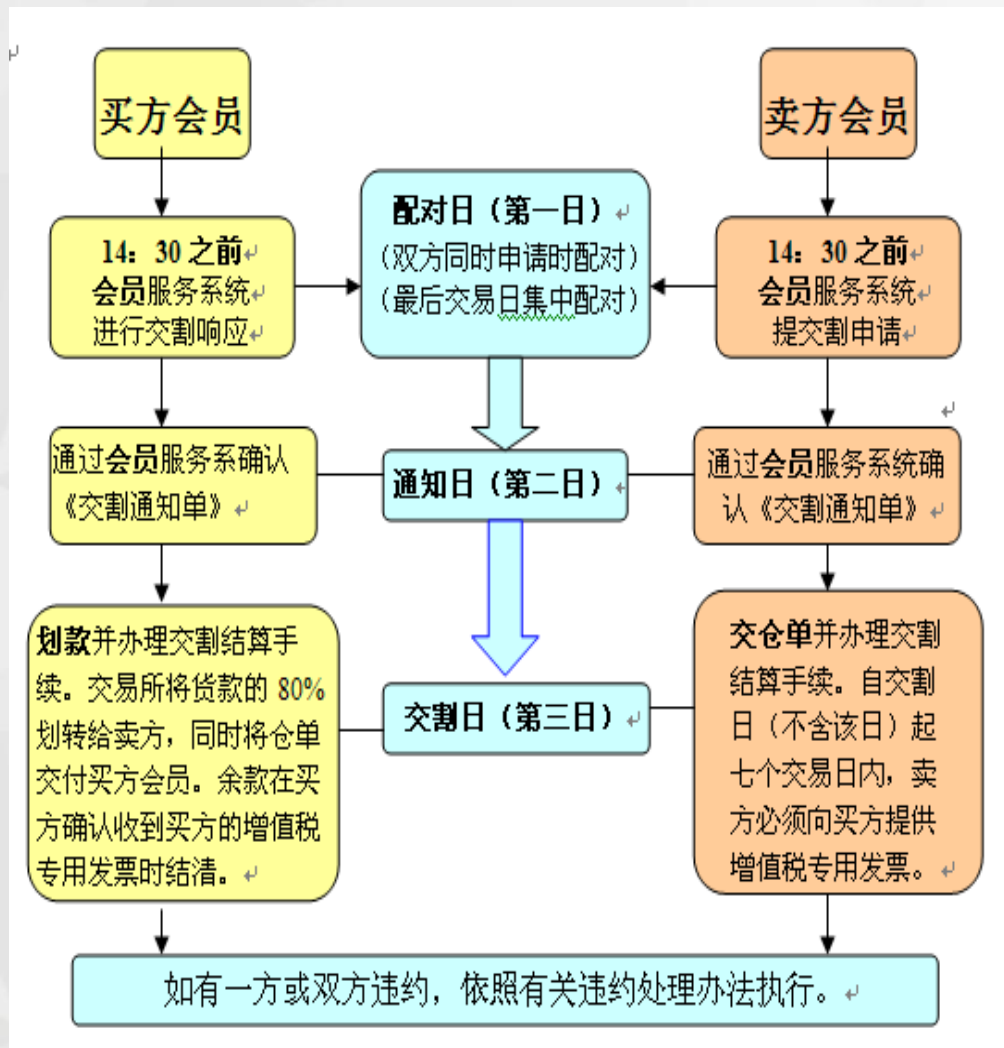 买方会员
卖方会员
配对日（第一日）
（双方同时申请时配对）
（最后交易日集中配对）
14：30 之前
会员服务系统
进行交割响应
14：30 之前
会员服务系统
提交割申请
通过会员服务系确认
《交割通知单》
通知日（第二日）
通过会员服务系统确
认《交割通知单》
划款并办理交割结算手
续。交易所将货款的 80%
划转给卖方，同时将仓单
交付买方会员。余款在买
方确认收到买方的增值税
专用发票时结清。
交割日（第三日）
交仓单并办理交割
结算手续。自交割
日（不含该日）起
七个交易日内，卖
方必须向买方提供
增值税专用发票。
如有一方或双方违约，依照有关违约处理办法执行。